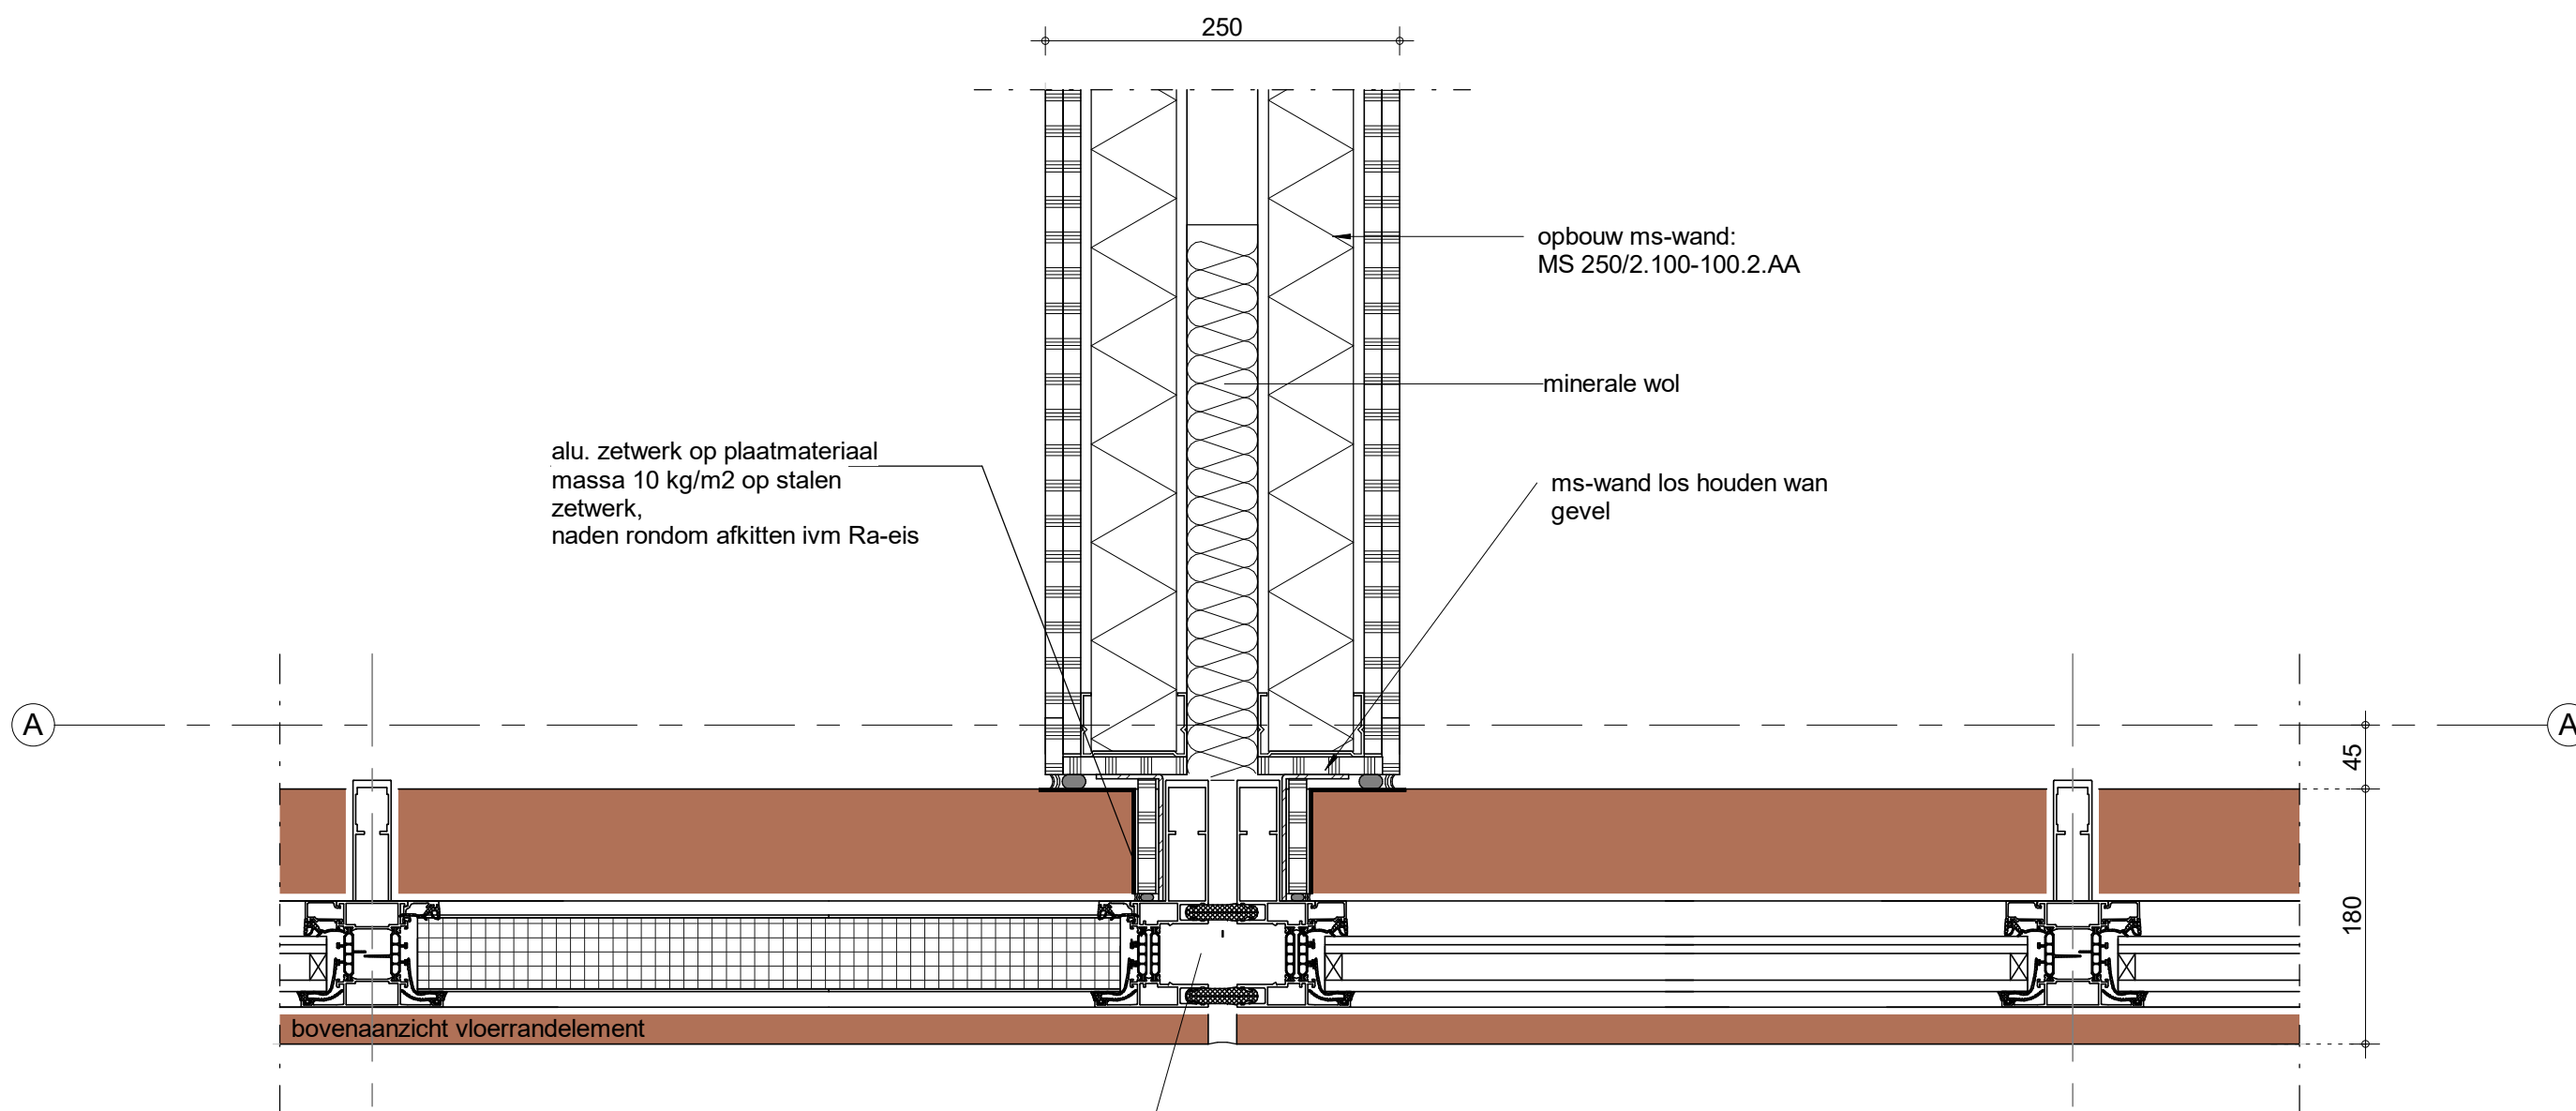 250
opbouw ms-wand:
MS 250/2.100-100.2.AA
minerale wol
alu. zetwerk op plaatmateriaal
massa 10 kg/m2 op stalen
zetwerk,
naden rondom afkitten ivm Ra-eis
ms-wand los houden wan
gevel
A
A
45
180
bovenaanzicht vloerrandelement